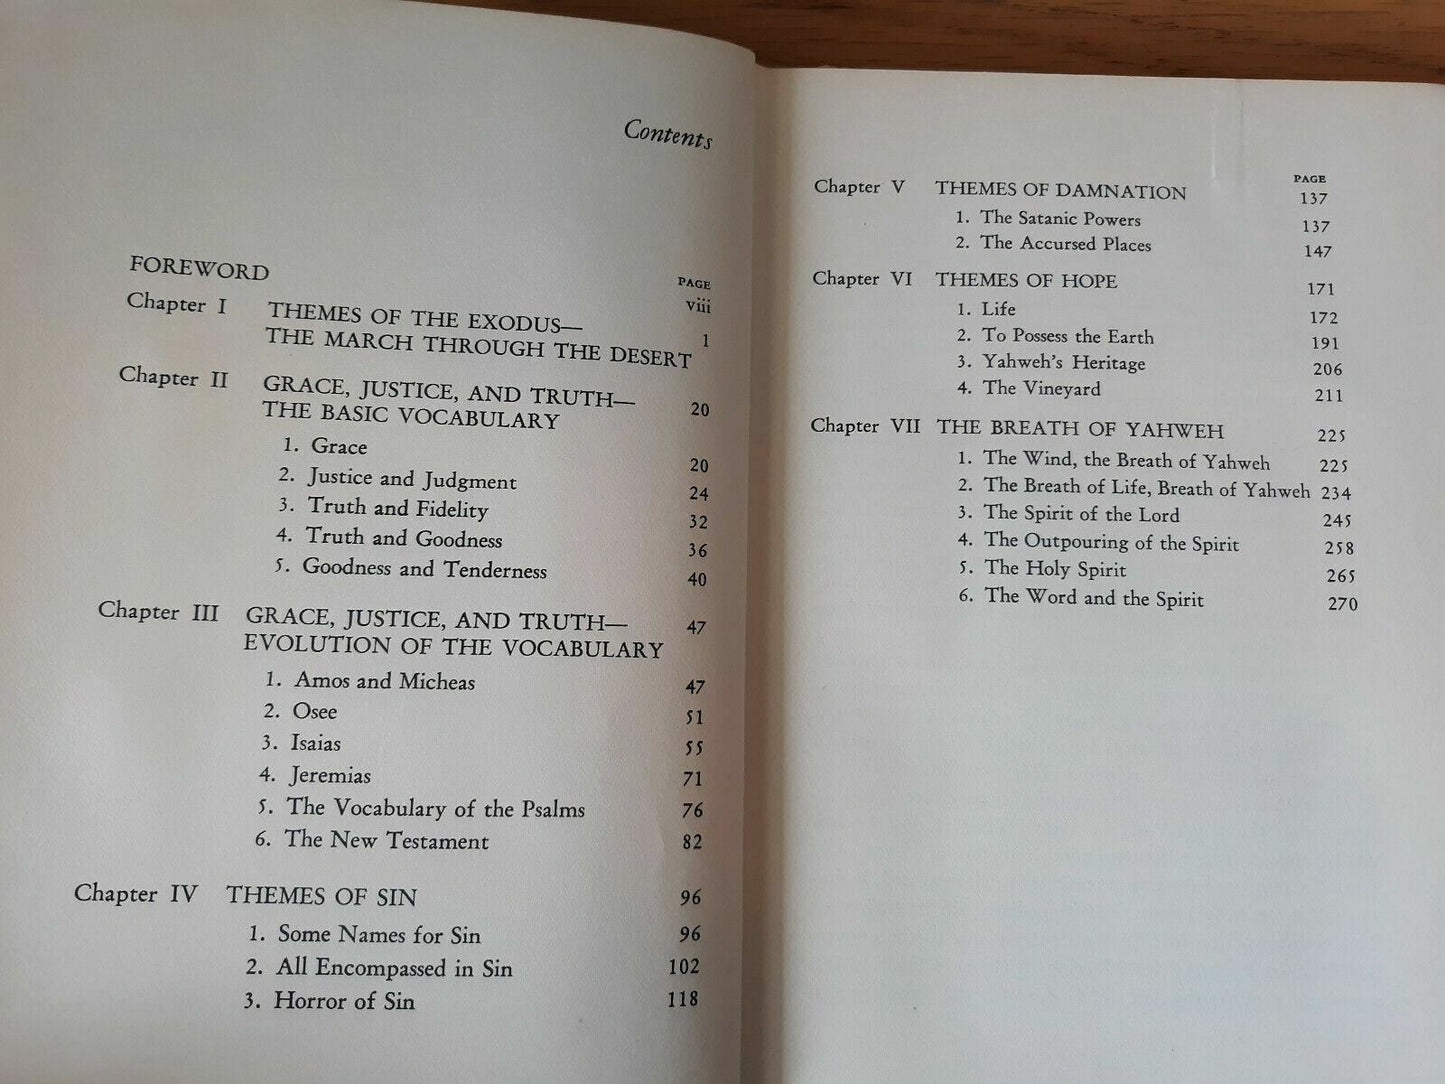 Contents
PAGE
FOREWORD viii
Chapter I THEMES OF THE EXODUS— 1
THE MARCH THROUGH THE DESERT
Chapter II GRACE, JUSTICE, AND TRUTH— 20
THE BASIC VOCABULARY
1. Grace 20
2. Justice and Judgment 24
3. Truth and Fidelity 32
4. Truth and Goodness 36
5. Goodness and Tenderness 40
Chapter III GRACE, JUSTICE, AND TRUTH— 47
EVOLUTION OF THE VOCABULARY
1. Amos and Micheas 47
2. Osee 51
3. Isaias 55
4. Jeremias 71
5. The Vocabulary of the Psalms 76
6. The New Testament 82
Chapter IV THEMES OF SIN 96
1. Some Names for Sin 96
2. All Encompassed in Sin 102
3. Horror of Sin 118
PAGE
Chapter V THEMES OF DAMNATION 137
1. The Satanic Powers 137
2. The Accursed Places 147
Chapter VI THEMES OF HOPE 171
1. Life 172
2. To Possess the Earth 191
3. Yahweh's Heritage 206
4. The Vineyard 211
Chapter VII THE BREATH OF YAHWEH 225
1. The Wind, the Breath of Yahweh 225
2. The Breath of Life, Breath of Yahweh 234
3. The Spirit of the Lord 245
4. The Outpouring of the Spirit 258
5. The Holy Spirit 265
6. The Word and the Spirit 270